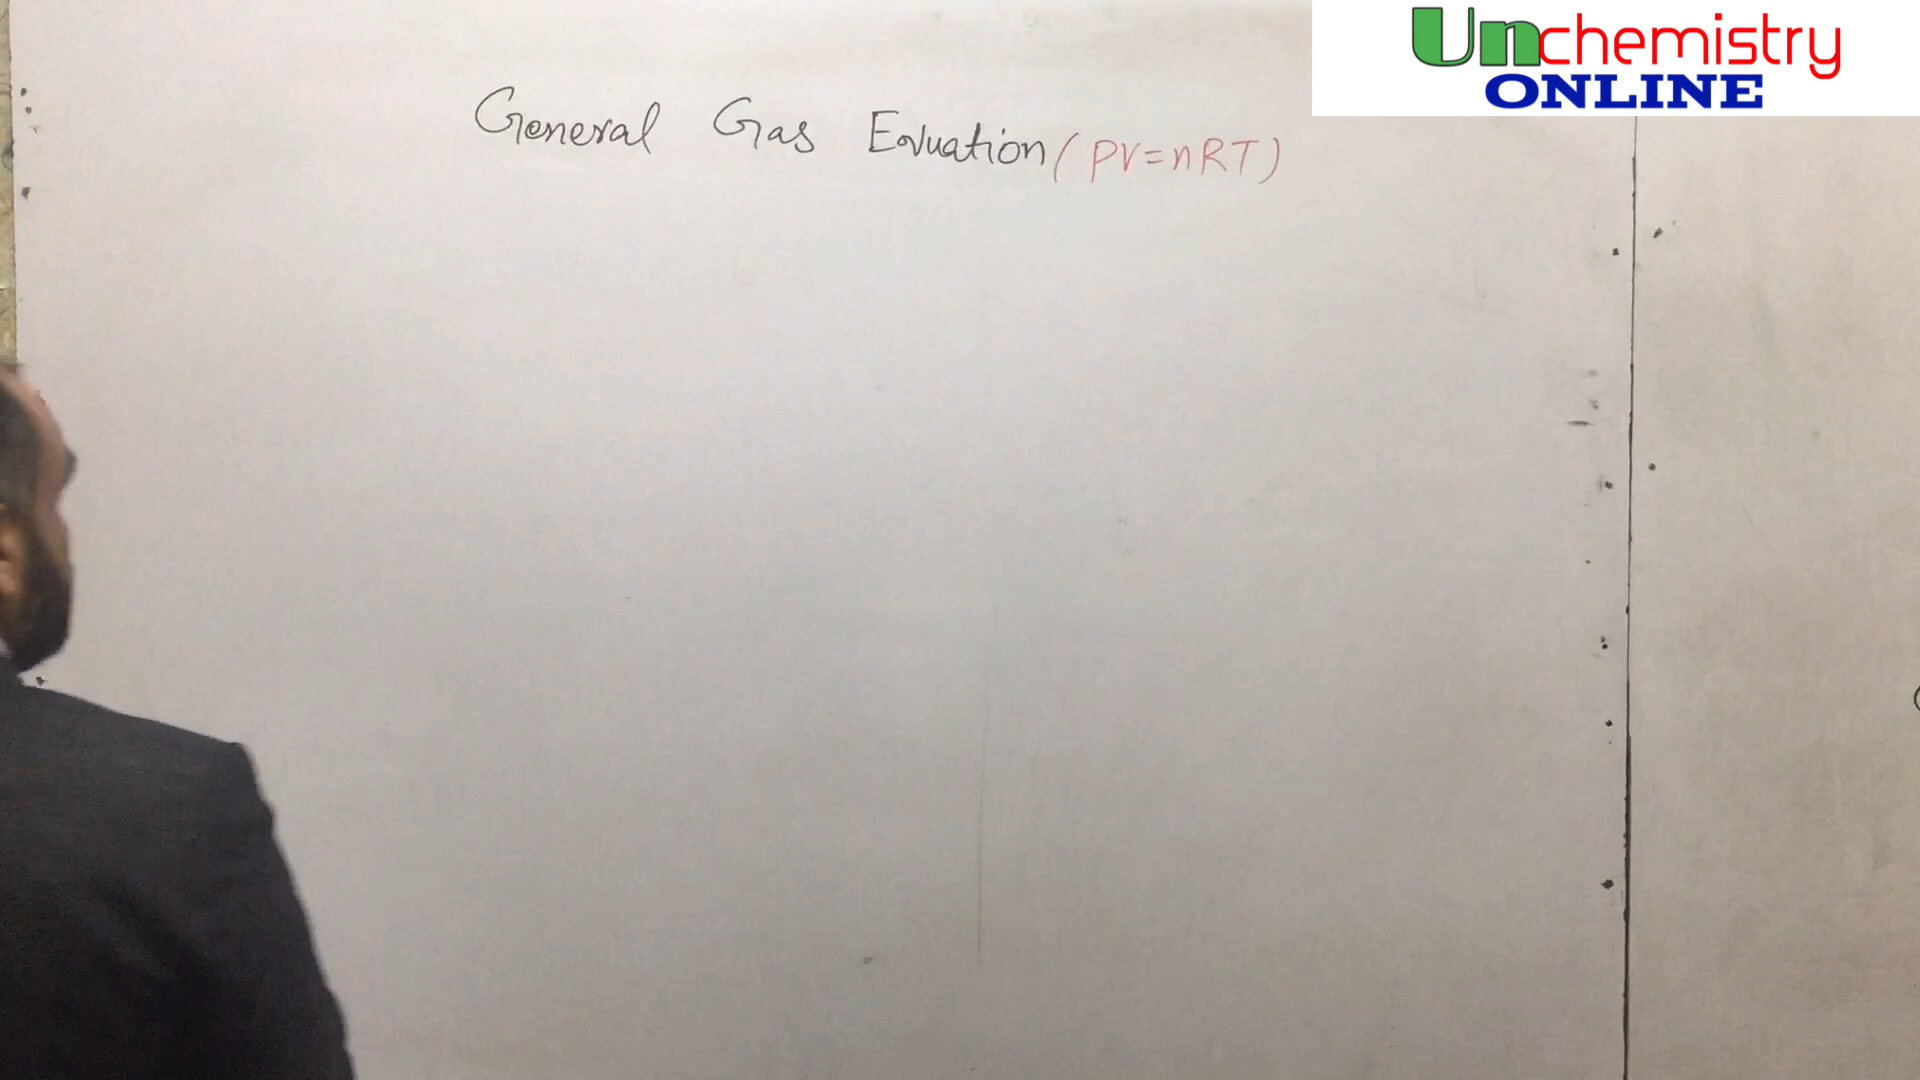 Unchemistry
ONLINE
General Gas Equation (PV=nRT)